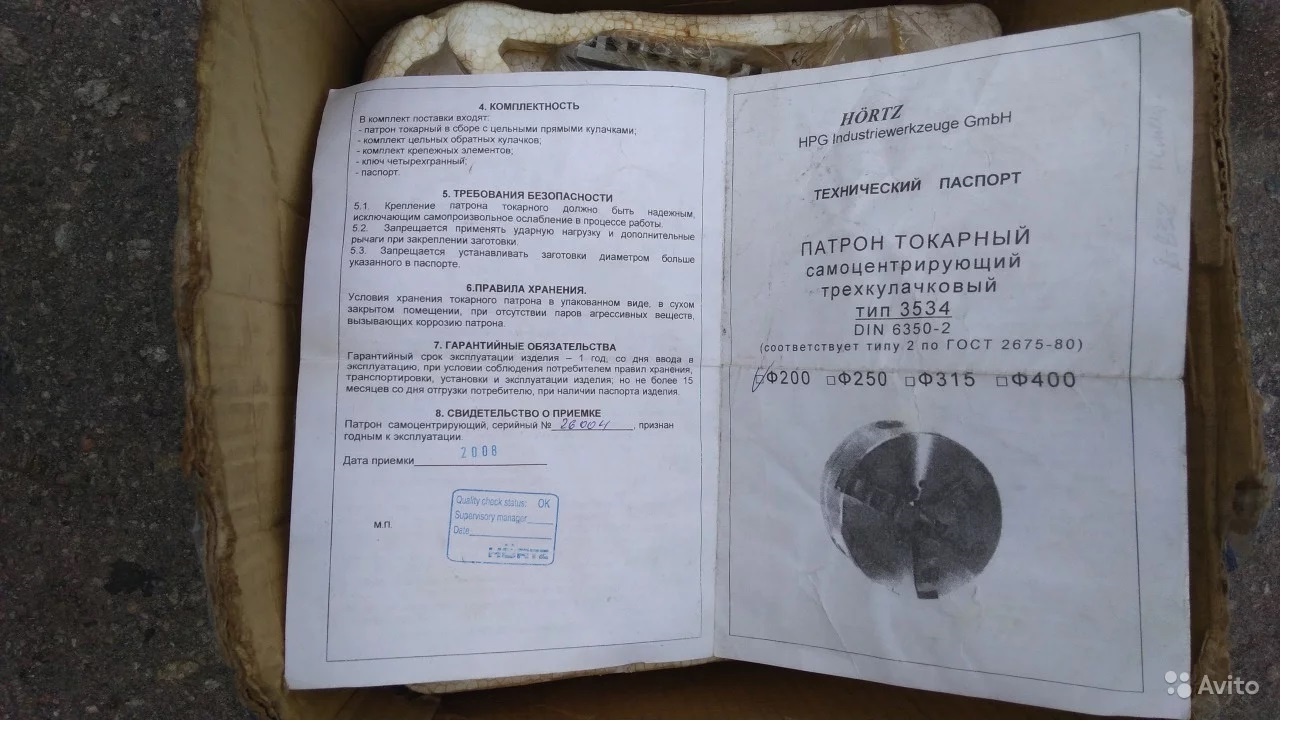 4. КОМПЛЕКТНОСТЬ
В комплект поставки входят:
- патрон токарный в сборе с цельными прямыми кулачками;
- комплект цельных обратных кулачков;
- комплект крепежных элементов;
- ключ четырехгранный;
- паспорт.
5. ТРЕБОВАНИЯ БЕЗОПАСНОСТИ
5.1. Крепление патрона токарного должно быть надежным,
исключающим самопроизвольное ослабление в процессе работы.
5.2. Запрещается применять ударную нагрузку и дополнительные
рычаги при закреплении заготовки.
5.3. Запрещается устанавливать заготовки диаметром больше
указанного в паспорте.
6.ПРАВИЛА ХРАНЕНИЯ.
Условия хранения токарного патрона в упакованном виде, в сухом
закрытом помещении, при отсутствии паров агрессивных веществ,
вызывающих коррозию патрона.
7. ГАРАНТИЙНЫЕ ОБЯЗАТЕЛЬСТВА
Гарантийный срок эксплуатации изделия – 1 год, со дня ввода в
эксплуатацию, при условии соблюдения потребителем правил хранения,
транспортировки, установки и эксплуатации изделия; но не более 15
месяцев со дня отгрузки потребителю, при наличии паспорта изделия.
8. СВИДЕТЕЛЬСТВО О ПРИЕМКЕ
Патрон самоцентрирующий, серийный № 26004, признан
годным к эксплуатации.
2008
Дата приемки
М.П.
Quality check status: OK
Supervisory manager
Date
HÖRTZ
HPG Industriewerkzeuge GmbH
ТЕХНИЧЕСКИЙ ПАСПОРТ
ПАТРОН ТОКАРНЫЙ
самоцентрирующий
трехкулачковый
тип 3534
DIN 6350-2
(соответствует типу 2 по ГОСТ 2675-80)
Ф200 □Ф250 □Ф315 □Ф400
Avito